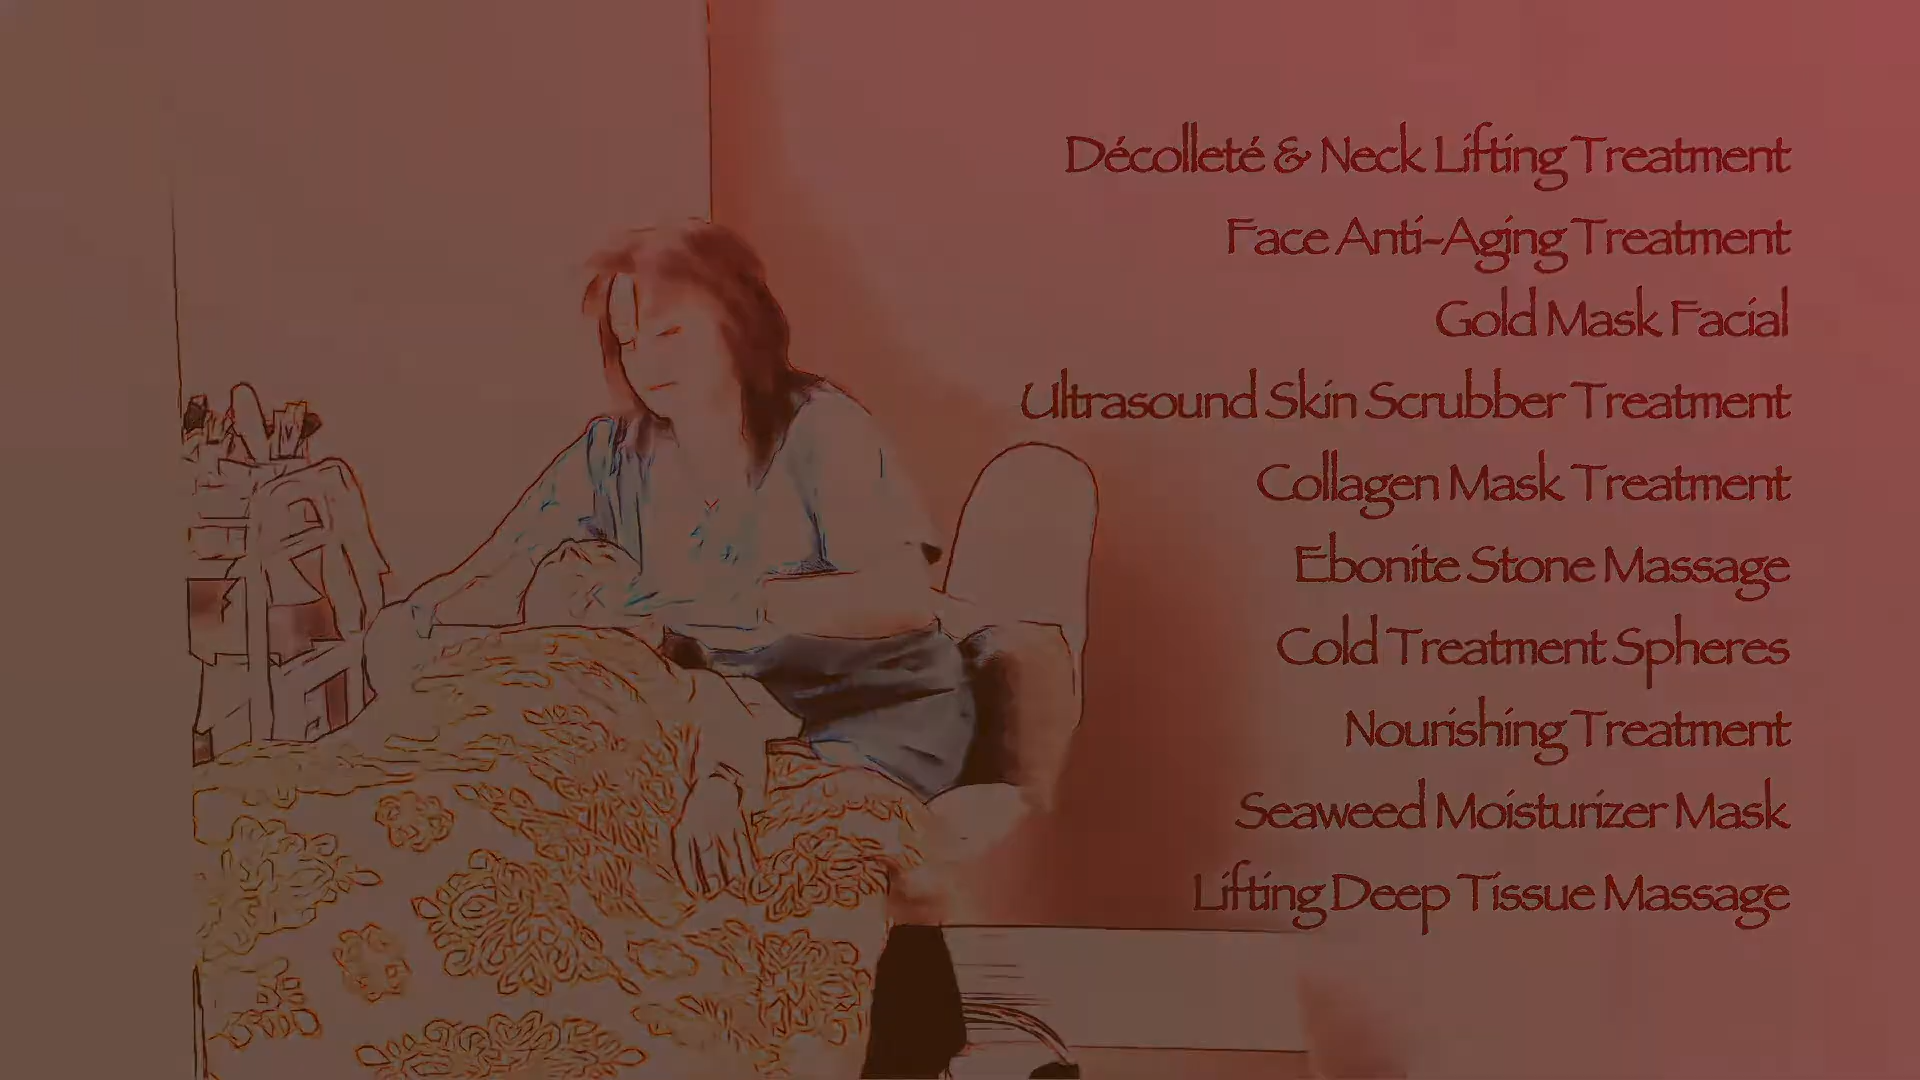 Décolleté & Neck Lifting Treatment
Face Anti-Aging Treatment
Gold Mask Facial
Ultrasound Skin Scrubber Treatment
Collagen Mask Treatment
Ebonite Stone Massage
Cold Treatment Spheres
Nourishing Treatment
Seaweed Moisturizer Mask
Lifting Deep Tissue Massage